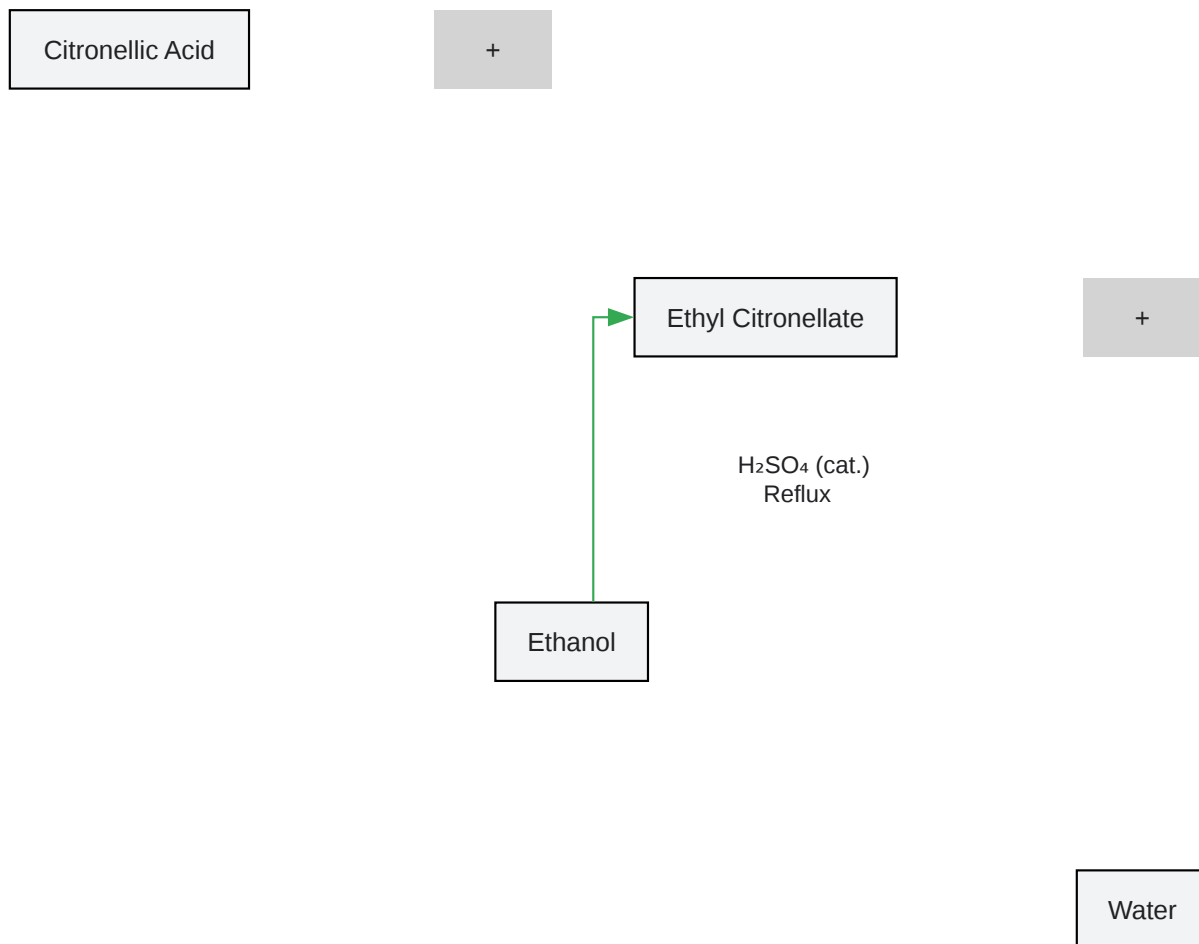 Citronellic Acid
+
Ethyl Citronellate
+
H₂SO₄ (cat.)
Reflux
Ethanol
Water